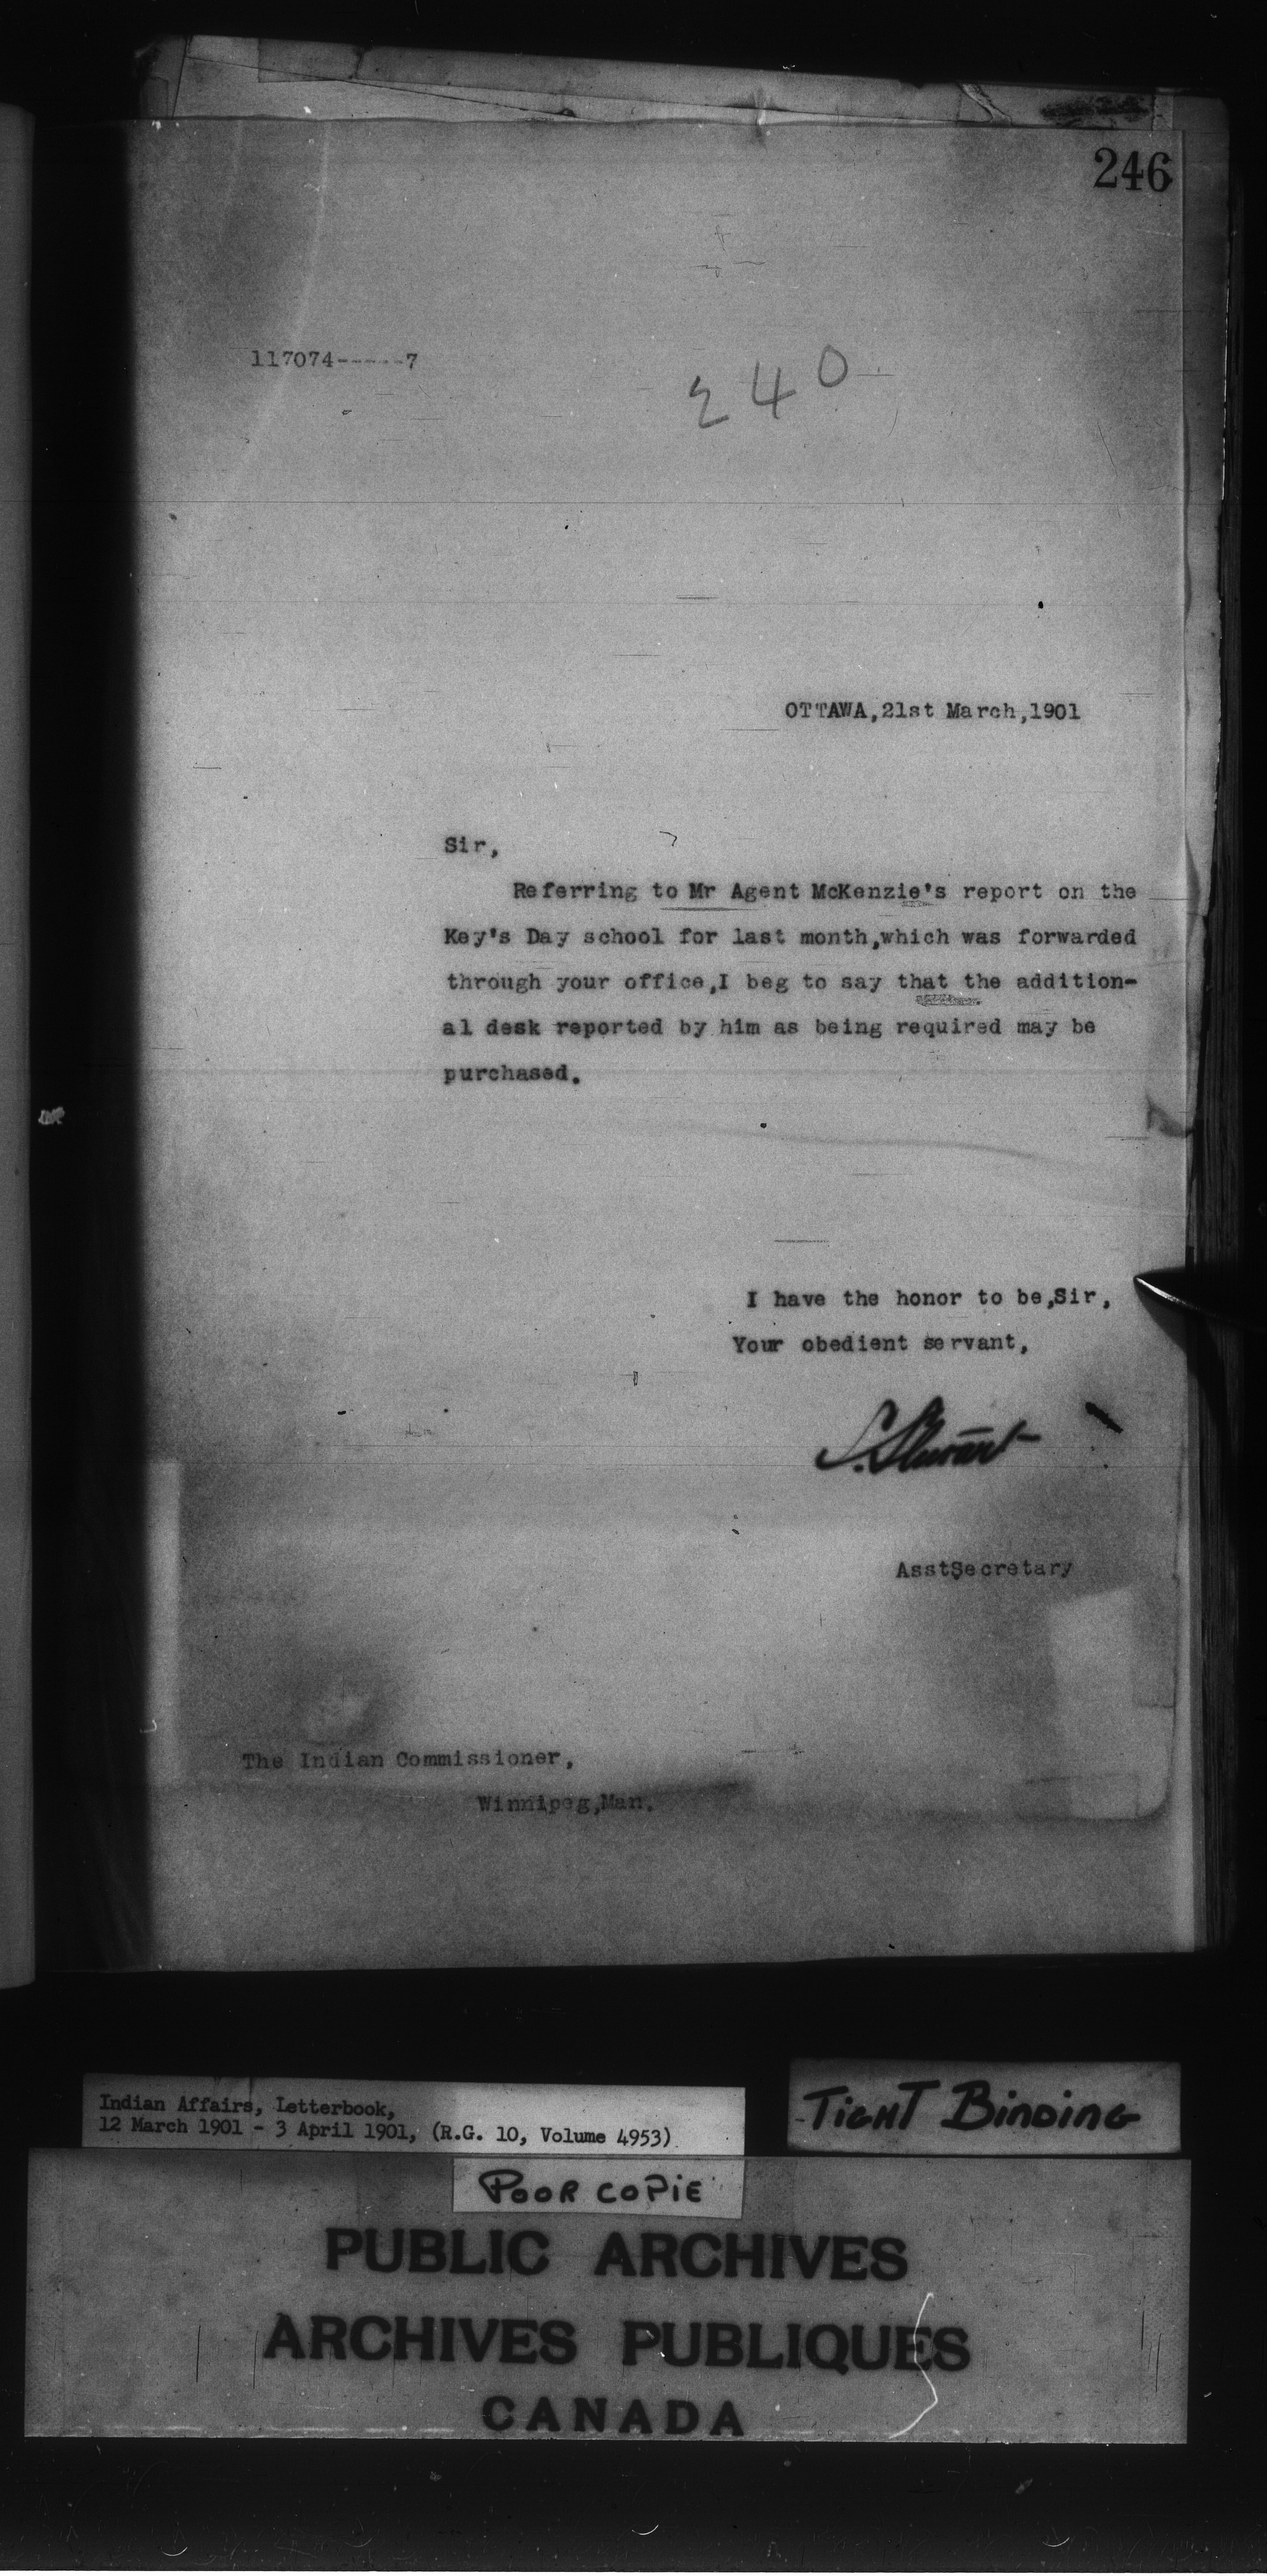 246
117074-----7
240
OTTAWA,21st March,1901
Sir,
Referring to Mr Agent McKenzie's report on the
Key's Day school for last month,which was forwarded
through your office,I beg to say that the addition-
al desk reported by him as being required may be
purchased.
I have the honor to be,Sir,
Your obedient servant,
S. Stewart
AsstSecretary
The Indian Commissioner,
Winnipeg,Man.
Indian Affairs, Letterbook,
12 March 1901 - 3 April 1901, (R.G. 10, Volume 4953)
TIGHT BINDING
POOR COPIE
PUBLIC ARCHIVES
ARCHIVES PUBLIQUES
CANADA